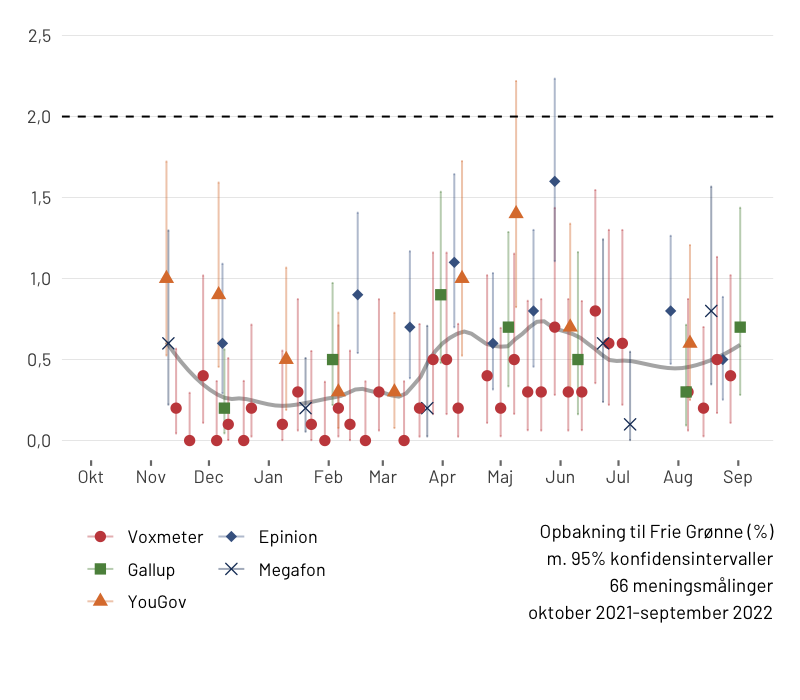 2,5
2,0
1,5
1,0
0,5
0,0
Okt Nov Dec Jan Feb Mar Apr Maj Jun Jul Aug Sep
Voxmeter Epinion
Gallup Megafon
YouGov
Opbakning til Frie Grønne (%)
m. 95% konfidensintervaller
66 meningsmålinger
oktober 2021-september 2022